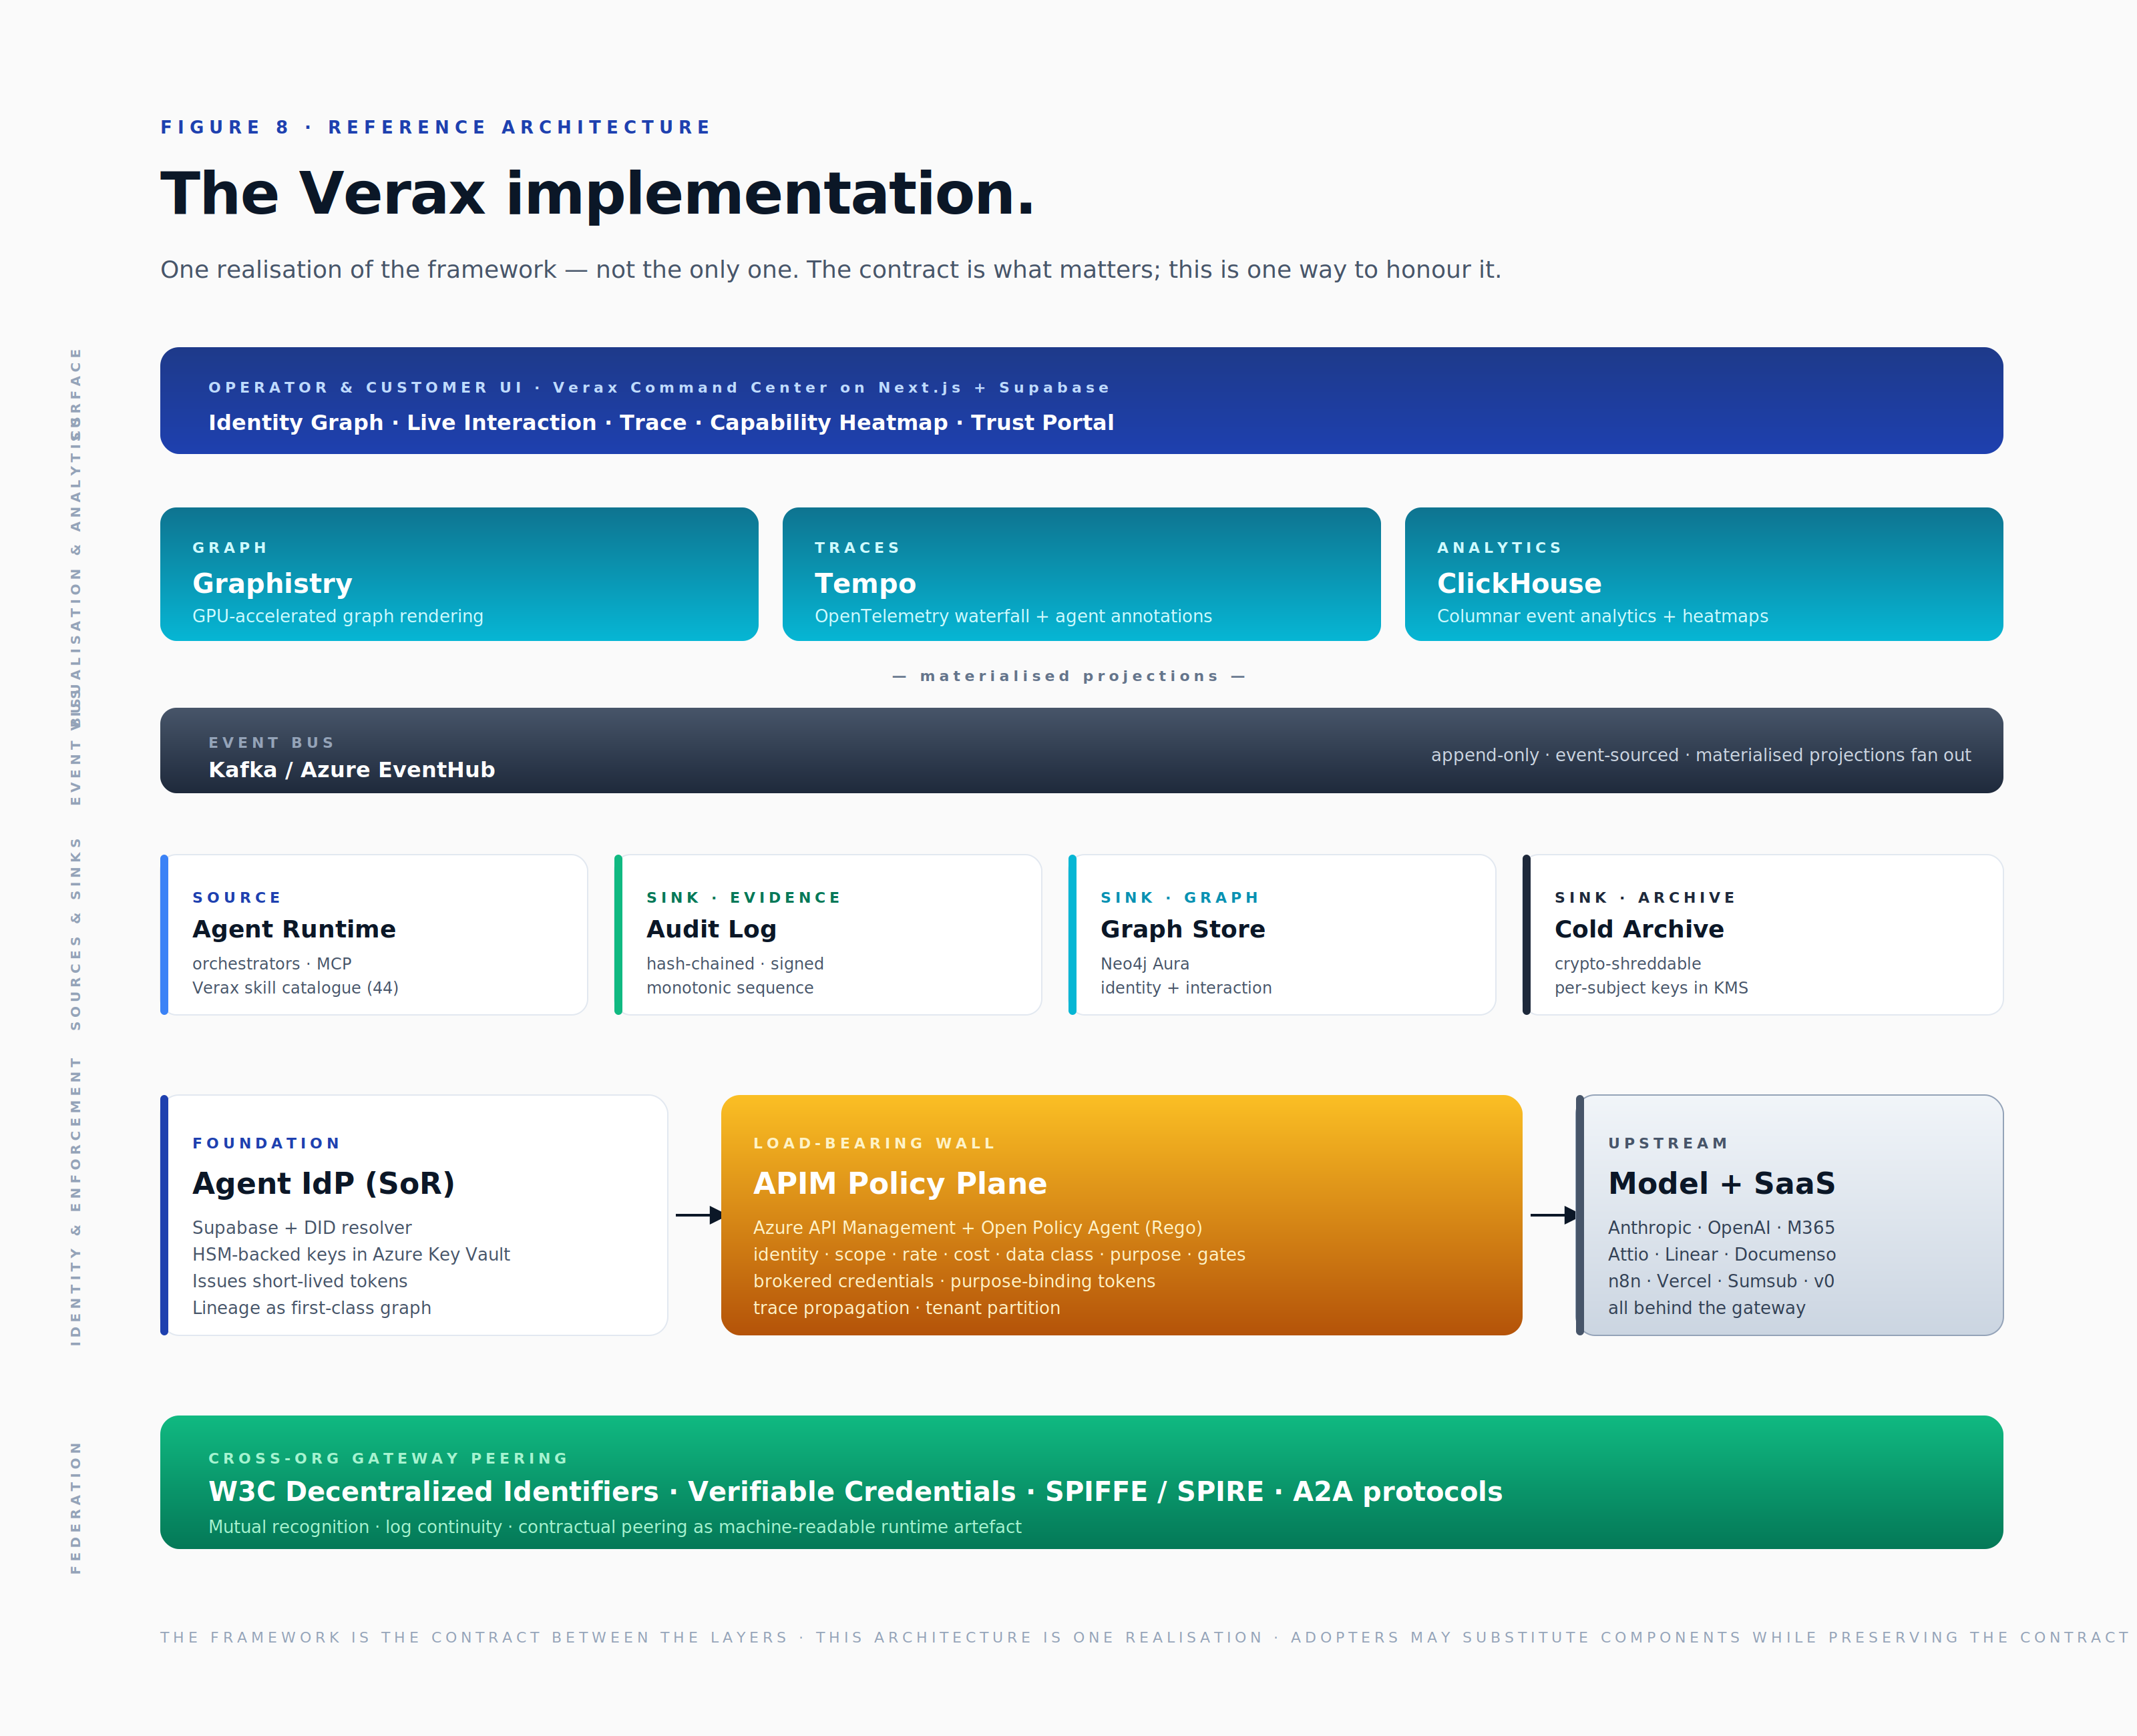 FIGURE 8 · REFERENCE ARCHITECTURE
The Verax implementation.
One realisation of the framework — not the only one. The contract is what matters; this is one way to honour it.
SURFACE
OPERATOR & CUSTOMER UI · Verax Command Center on Next.js + Supabase
Identity Graph · Live Interaction · Trace · Capability Heatmap · Trust Portal
VISUALISATION & ANALYTICS
GRAPH
Graphistry
GPU-accelerated graph rendering
TRACES
Tempo
OpenTelemetry waterfall + agent annotations
ANALYTICS
ClickHouse
Columnar event analytics + heatmaps
— materialised projections —
EVENT BUS
EVENT BUS
Kafka / Azure EventHub
append-only · event-sourced · materialised projections fan out
SOURCES & SINKS
SOURCE
Agent Runtime
orchestrators · MCP
Verax skill catalogue (44)
SINK · EVIDENCE
Audit Log
hash-chained · signed
monotonic sequence
SINK · GRAPH
Graph Store
Neo4j Aura
identity + interaction
SINK · ARCHIVE
Cold Archive
crypto-shreddable
per-subject keys in KMS
IDENTITY & ENFORCEMENT
FOUNDATION
Agent IdP (SoR)
Supabase + DID resolver
HSM-backed keys in Azure Key Vault
Issues short-lived tokens
Lineage as first-class graph
LOAD-BEARING WALL
APIM Policy Plane
Azure API Management + Open Policy Agent (Rego)
identity · scope · rate · cost · data class · purpose · gates
brokered credentials · purpose-binding tokens
trace propagation · tenant partition
UPSTREAM
Model + SaaS
Anthropic · OpenAI · M365
Attio · Linear · Documenso
n8n · Vercel · Sumsub · v0
all behind the gateway
FEDERATION
CROSS-ORG GATEWAY PEERING
W3C Decentralized Identifiers · Verifiable Credentials · SPIFFE / SPIRE · A2A protocols
Mutual recognition · log continuity · contractual peering as machine-readable runtime artefact
THE FRAMEWORK IS THE CONTRACT BETWEEN THE LAYERS · THIS ARCHITECTURE IS ONE REALISATION · ADOPTERS MAY SUBSTITUTE COMPONENTS WHILE PRESERVING THE CONTRACT